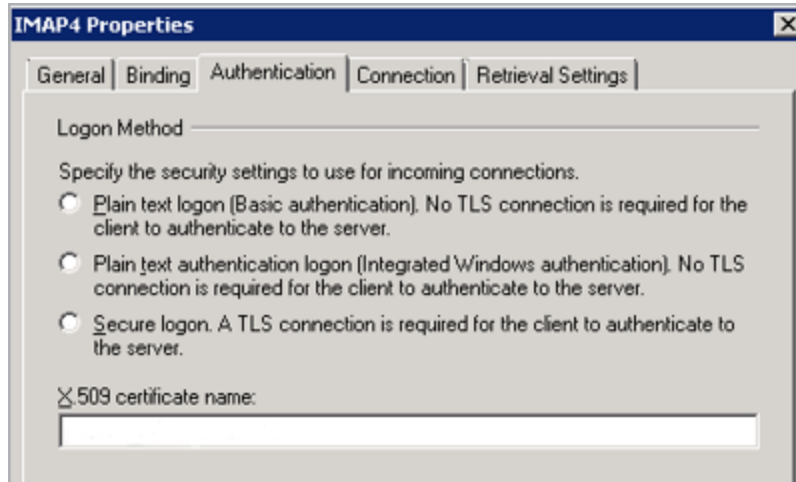 IMAP4 Properties
General Binding Authentication Connection Retrieval Settings
Logon Method
Specify the security settings to use for incoming connections.
Plain text logon (Basic authentication). No TLS connection is required for the
client to authenticate to the server.
Plain text authentication logon (Integrated Windows authentication). No TLS
connection is required for the client to authenticate to the server.
Secure logon. A TLS connection is required for the client to authenticate to
the server.
X.509 certificate name: